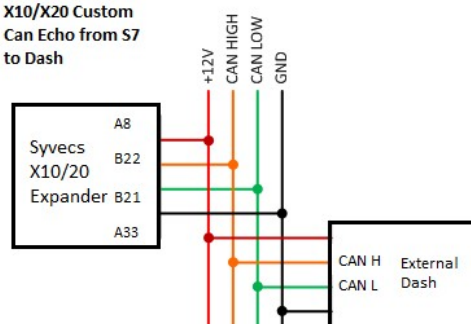 X10/X20 Custom
Can Echo from S7
to Dash
+12V
CAN HIGH
CAN LOW
GND
Syvecs
X10/20
Expander
A8
B22
B21
A33
CAN H
CAN L
External
Dash